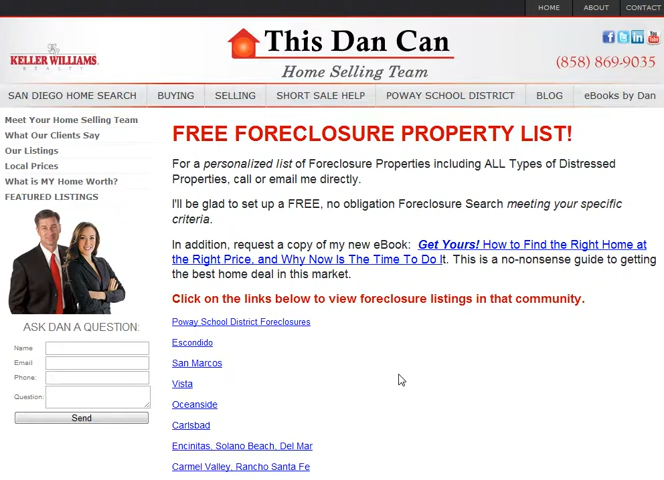 HOME ABOUT CONTACT
KELLER WILLIAMS
REALTY
This Dan Can
Home Selling Team
(858) 869-9035
SAN DIEGO HOME SEARCH BUYING SELLING SHORT SALE HELP POWAY SCHOOL DISTRICT BLOG eBooks by Dan
Meet Your Home Selling Team
What Our Clients Say
Our Listings
Local Prices
What is MY Home Worth?
FEATURED LISTINGS
ASK DAN A QUESTION:
Name
Email
Phone:
Question:
Send
FREE FORECLOSURE PROPERTY LIST!
For a personalized list of Foreclosure Properties including ALL Types of Distressed
Properties, call or email me directly.
I'll be glad to set up a FREE, no obligation Foreclosure Search meeting your specific
criteria.
In addition, request a copy of my new eBook: Get Yours! How to Find the Right Home at
the Right Price, and Why Now Is The Time To Do It. This is a no-nonsense guide to getting
the best home deal in this market.
Click on the links below to view foreclosure listings in that community.
Poway School District Foreclosures
Escondido
San Marcos
Vista
Oceanside
Carlsbad
Encinitas, Solano Beach, Del Mar
Carmel Valley, Rancho Santa Fe